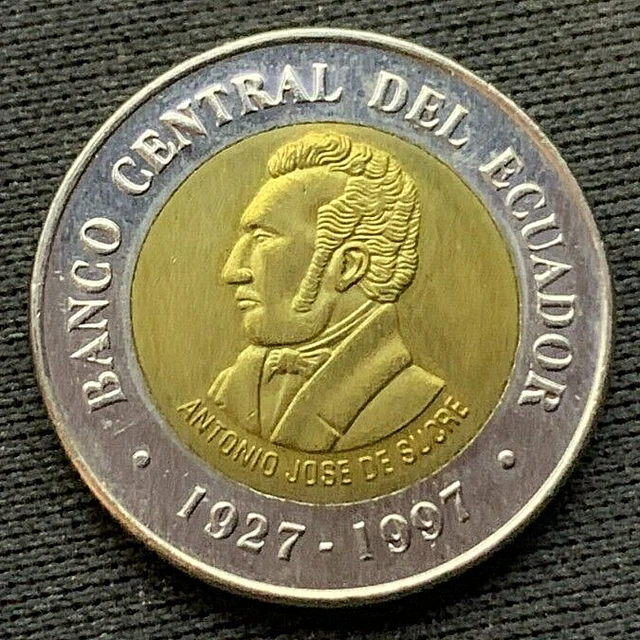 BANCO CENTRAL DEL ECUADOR
ANTONIO JOSE DE SUCRE
1927-1997